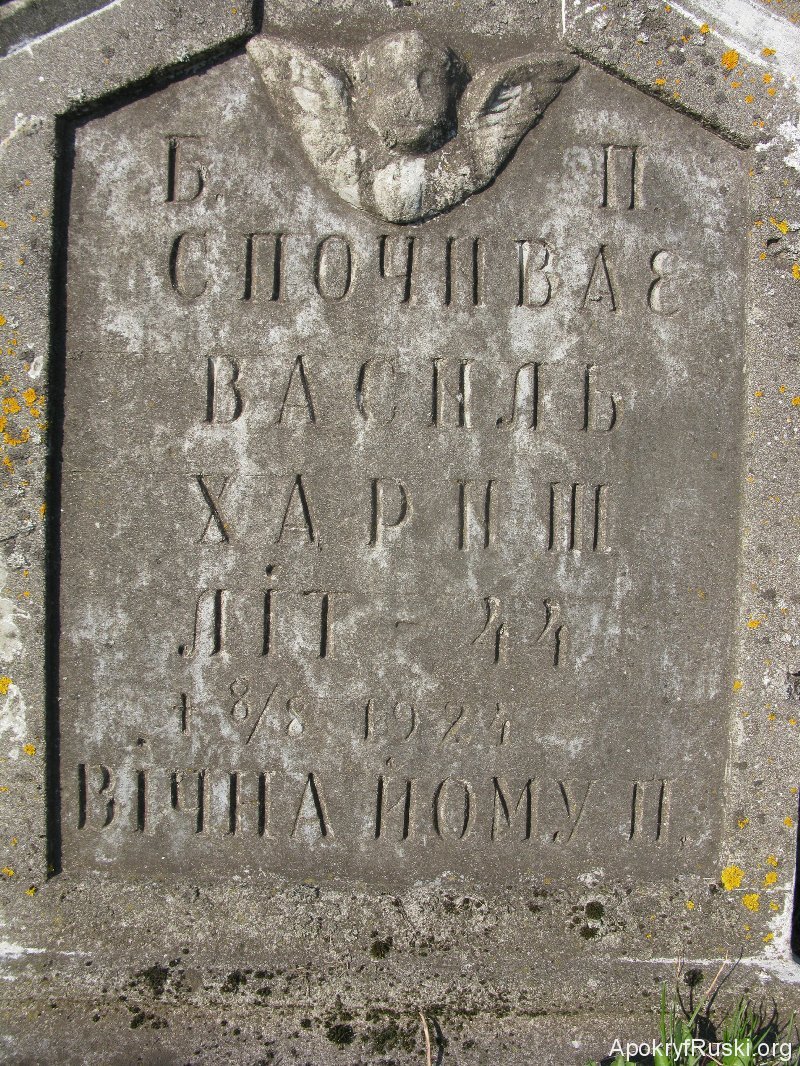 Б. П.
СПОЧИВАЄ
ВАСИЛЬ
ХАРИШ
ЛІТ - 44
† 8/8 1924
ВІЧНА ЙОМУ П.
ApokryfRuski.org